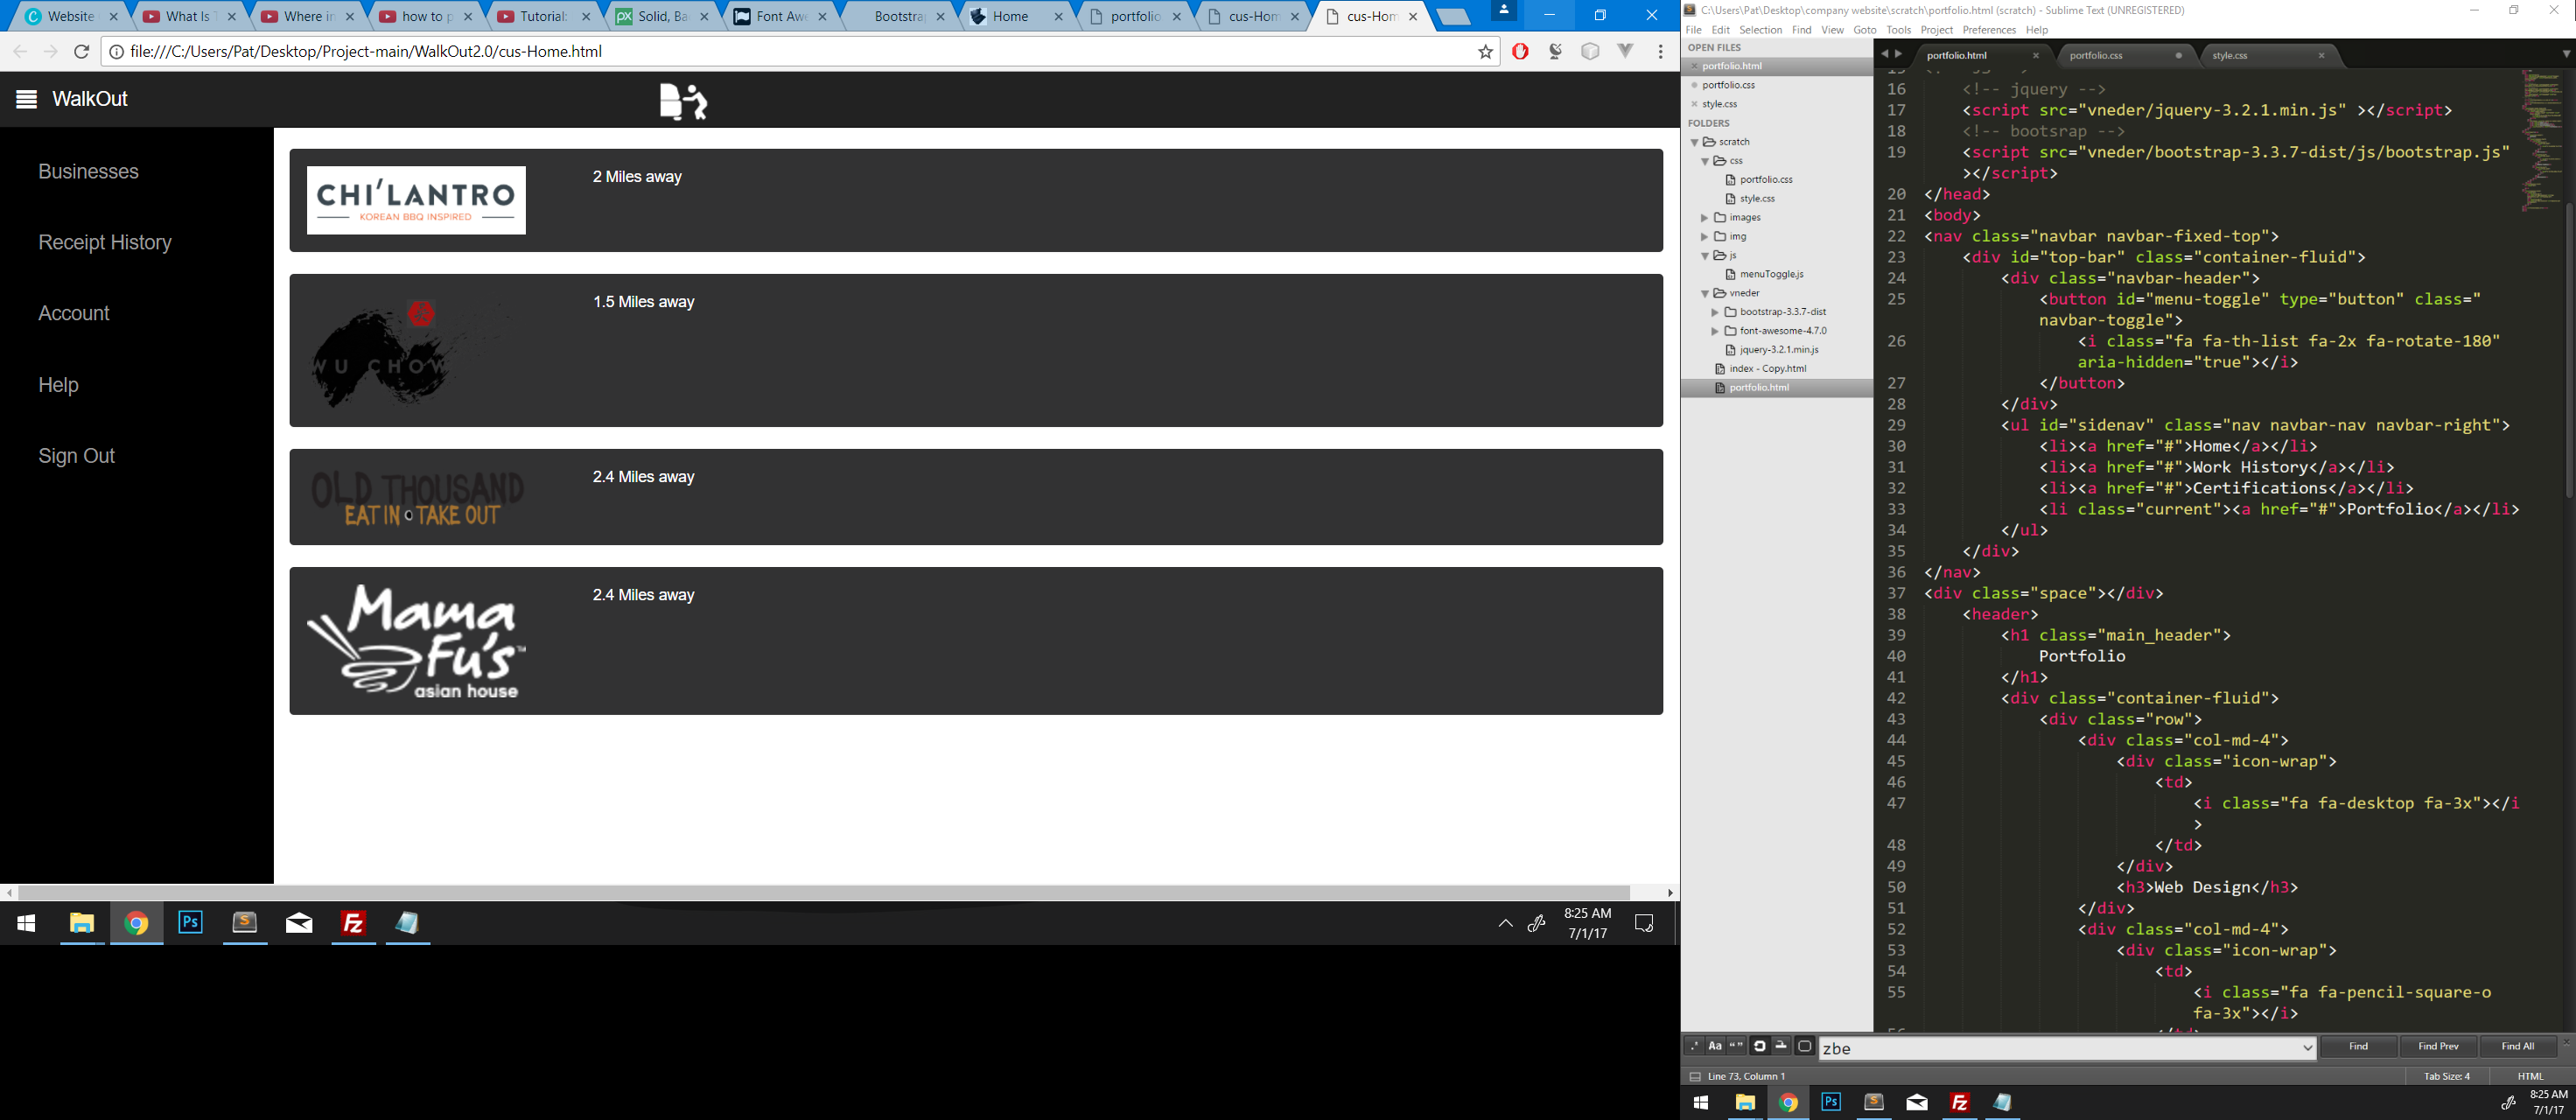 Website
What Is T
Where in
how to p
Tutorial:
Solid, Ba
Font Awe
Bootstrap
Home
portfolio
cus-Hom
cus-Hom
file:///C:/Users/Pat/Desktop/Project-main/WalkOut2.0/cus-Home.html
WalkOut
Businesses
Receipt History
Account
Help
Sign Out
CHI'LANTRO
KOREAN BBQ INSPIRED
2 Miles away
WU CHOW
1.5 Miles away
OLD THOUSAND
EAT IN TAKE OUT
2.4 Miles away
Mama
Fu's™
asian house
2.4 Miles away
Ps
S
Fz
8:25 AM
7/1/17
C:\Users\Pat\Desktop\company website\scratch\portfolio.html (scratch) - Sublime Text (UNREGISTERED)
File Edit Selection Find View Goto Tools Project Preferences Help
OPEN FILES
portfolio.html
portfolio.css
style.css
FOLDERS
scratch
css
portfolio.css
style.css
images
img
js
menuToggle.js
vneder
bootstrap-3.3.7-dist
font-awesome-4.7.0
jquery-3.2.1.min.js
index - Copy.html
portfolio.html
portfolio.html
portfolio.css
style.css
16 <!-- jquery -->
17 <script src="vneder/jquery-3.2.1.min.js" ></script>
18 <!-- bootsrap -->
19 <script src="vneder/bootstrap-3.3.7-dist/js/bootstrap.js"
></script>
20 </head>
21 <body>
22 <nav class="navbar navbar-fixed-top">
23 <div id="top-bar" class="container-fluid">
24 <div class="navbar-header">
25 <button id="menu-toggle" type="button" class="
navbar-toggle">
26 <i class="fa fa-th-list fa-2x fa-rotate-180"
aria-hidden="true"></i>
27 </button>
28 </div>
29 <ul id="sidenav" class="nav navbar-nav navbar-right">
30 <li><a href="#">Home</a></li>
31 <li><a href="#">Work History</a></li>
32 <li><a href="#">Certifications</a></li>
33 <li class="current"><a href="#">Portfolio</a></li>
34 </ul>
35 </div>
36 </nav>
37 <div class="space"></div>
38 <header>
39 <h1 class="main_header">
40 Portfolio
41 </h1>
42 <div class="container-fluid">
43 <div class="row">
44 <div class="col-md-4">
45 <div class="icon-wrap">
46 <td>
47 <i class="fa fa-desktop fa-3x"></i
>
48 </td>
49 </div>
50 <h3>Web Design</h3>
51 </div>
52 <div class="col-md-4">
53 <div class="icon-wrap">
54 <td>
55 <i class="fa fa-pencil-square-o
fa-3x"></i>
.* Aa “”
zbe
Find
Find Prev
Find All
Line 73, Column 1
Tab Size: 4
HTML
Ps
S
Fz
8:25 AM
7/1/17